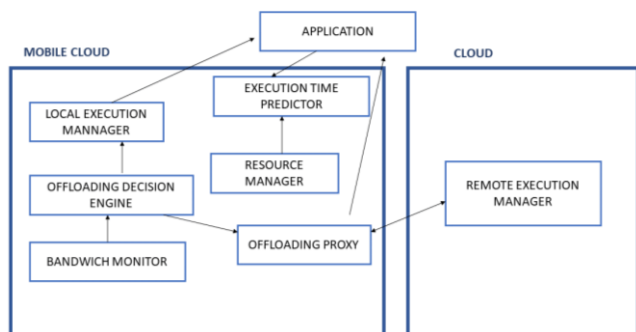 APPLICATION
MOBILE CLOUD
CLOUD
EXECUTION TIME
PREDICTOR
LOCAL EXECUTION
MANNAGER
RESOURCE
MANAGER
OFFLOADING DECISION
ENGINE
REMOTE EXECUTION
MANAGER
OFFLOADING PROXY
BANDWICH MONITOR